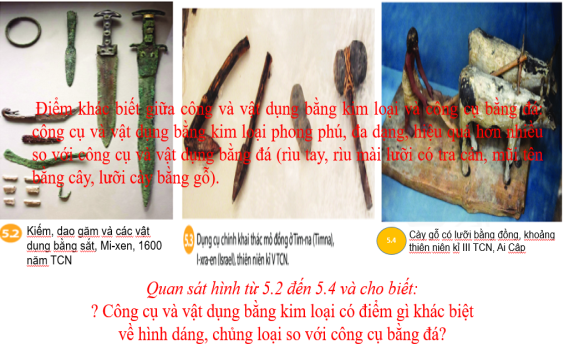 Điểm khác biệt giữa công và vật dụng bằng kim loại và công cụ bằng đá,
công cụ và vật dụng bằng kim loại phong phú, đa dạng, hiệu quả hơn nhiều
so với công cụ và vật dụng bằng đá (rìu tay, rìu mài lưỡi có tra cán, mũi tên
bằng cây, lưỡi cày bằng gỗ).
5.2 Kiếm, dao găm và các vật
dụng bằng sắt, Mi-xen, 1600
năm TCN
5.3 Dụng cụ chính khai thác mỏ đồng ở Tim-na (Timna),
I-xra-en (Israel), thiên niên kỉ V TCN.
5.4 Cày gỗ có lưỡi bằng đồng, khoảng
thiên niên kỉ III TCN, Ai Cập
Quan sát hình từ 5.2 đến 5.4 và cho biết:
? Công cụ và vật dụng bằng kim loại có điểm gì khác biệt
về hình dáng, chủng loại so với công cụ bằng đá?